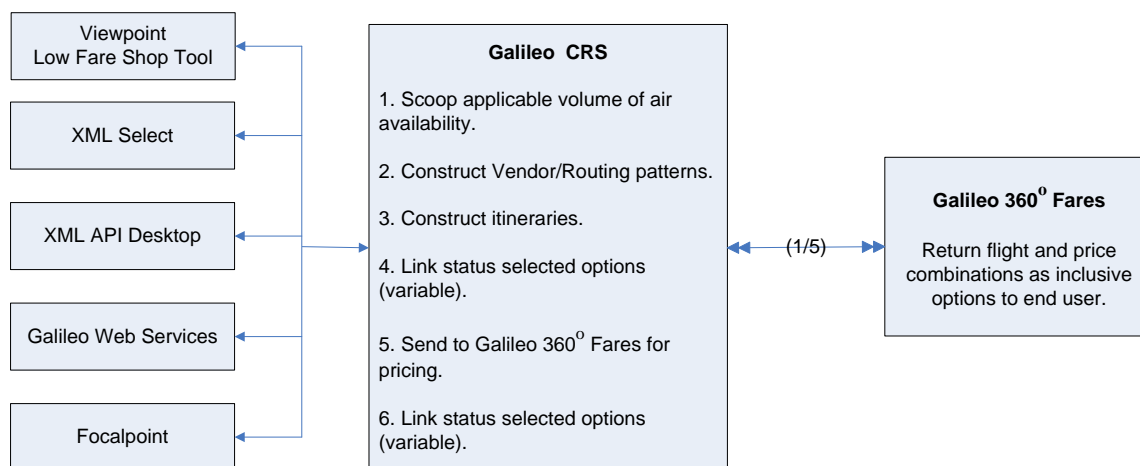 Viewpoint
Low Fare Shop Tool
XML Select
XML API Desktop
Galileo Web Services
Focalpoint
Galileo CRS
1. Scoop applicable volume of air
availability.
2. Construct Vendor/Routing patterns.
3. Construct itineraries.
4. Link status selected options
(variable).
5. Send to Galileo 360º Fares for
pricing.
6. Link status selected options
(variable).
(1/5)
Galileo 360º Fares
Return flight and price
combinations as inclusive
options to end user.